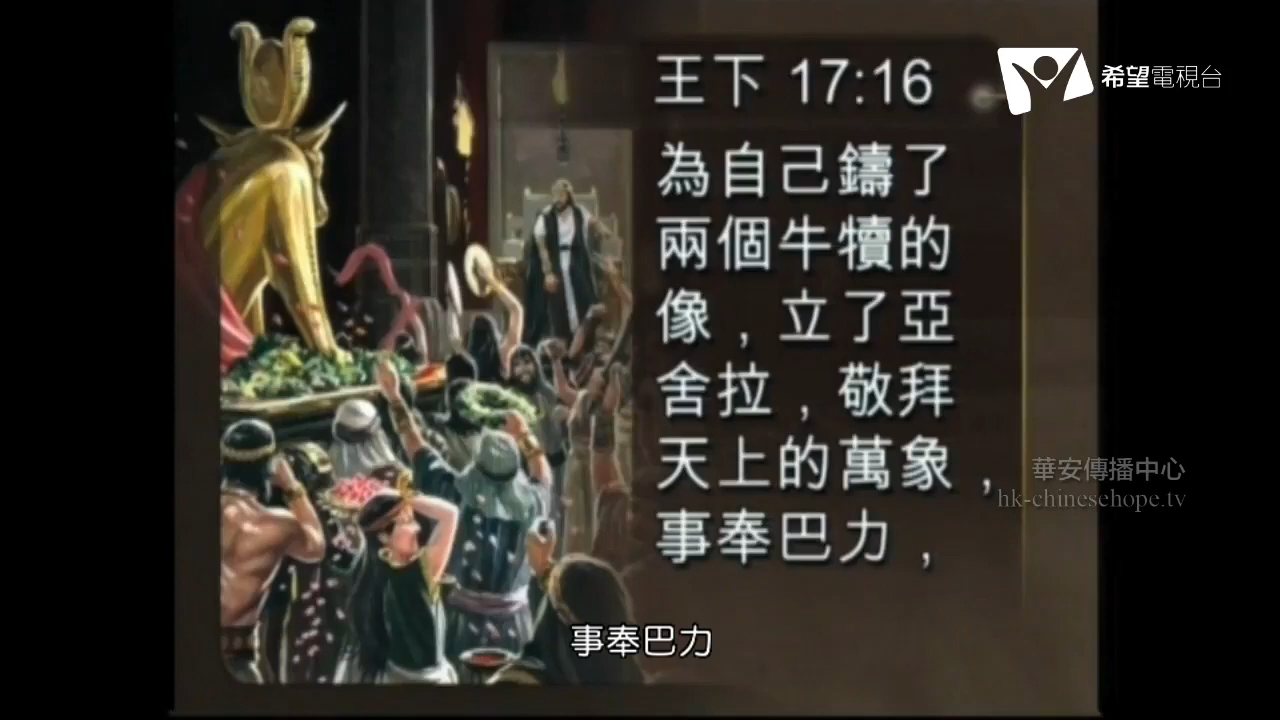 王下 17:16
為自己鑄了
兩個牛犢的
像，立了亞
舍拉，敬拜
天上的萬象，
事奉巴力，
希望電視台
華安傳播中心
hk-chinesehope.tv
事奉巴力